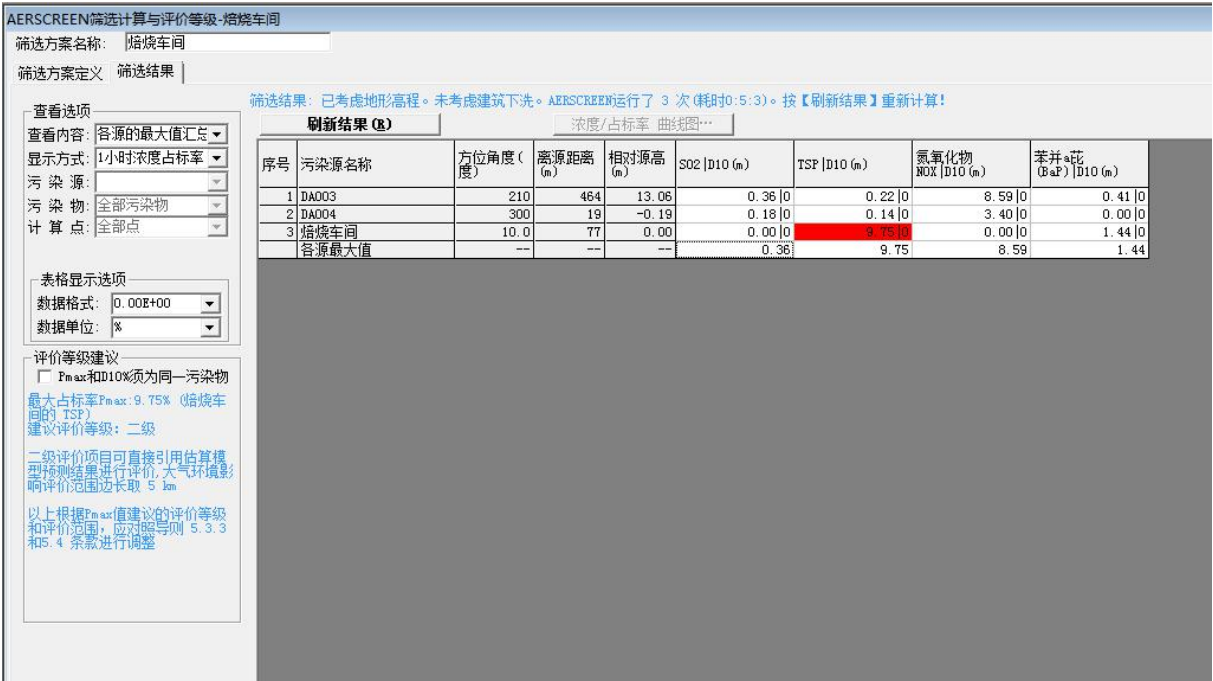 AERSCREEN筛选计算与评价等级-焙烧车间
筛选方案名称: 焙烧车间
筛选方案定义 筛选结果
筛选结果: 已考虑地形高程。未考虑建筑下洗。AERSCREEN运行了 3 次(耗时0:5:3)。按【刷新结果】重新计算!
刷新结果(R) 浓度/占标率 曲线图…
查看选项
查看内容: 各源的最大值汇总
显示方式: 1小时浓度占标率
污 染 源:
污 染 物: 全部污染物
计 算 点: 全部点
表格显示选项
数据格式: 0.00E+00
数据单位: %
评价等级建议
Pmax和D10%须为同一污染物
最大占标率Pmax:9.75% (焙烧车
间的 TSP)
建议评价等级: 二级
二级评价项目可直接引用估算模
型预测结果进行评价,大气环境影
响评价范围边长取 5 km
以上根据Pmax值建议的评价等级
和评价范围，应对照导则 5.3.3
和5.4 条款进行调整
序号 污染源名称 方位角度(度) 离源距离(m) 相对源高(m) SO2|D10(m) TSP|D10(m) 氮氧化物NOX|D10(m) 苯并a芘(BaP)|D10(m)
1 DA003 210 464 13.06 0.36|0 0.22|0 8.59|0 0.41|0
2 DA004 300 19 -0.19 0.18|0 0.14|0 3.40|0 0.00|0
3 焙烧车间 10.0 77 0.00 0.00|0 9.75|0 0.00|0 1.44|0
各源最大值 -- -- -- 0.36 9.75 8.59 1.44